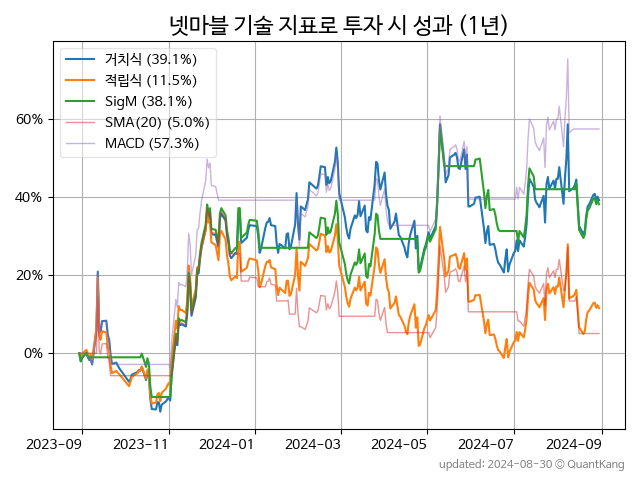 넷마블 기술 지표로 투자 시 성과 (1년)
거치식 (39.1%)
적립식 (11.5%)
SigM (38.1%)
SMA(20) (5.0%)
MACD (57.3%)
60%
40%
20%
0%
2023-09 2023-11 2024-01 2024-03 2024-05 2024-07 2024-09
updated: 2024-08-30 © QuantKang